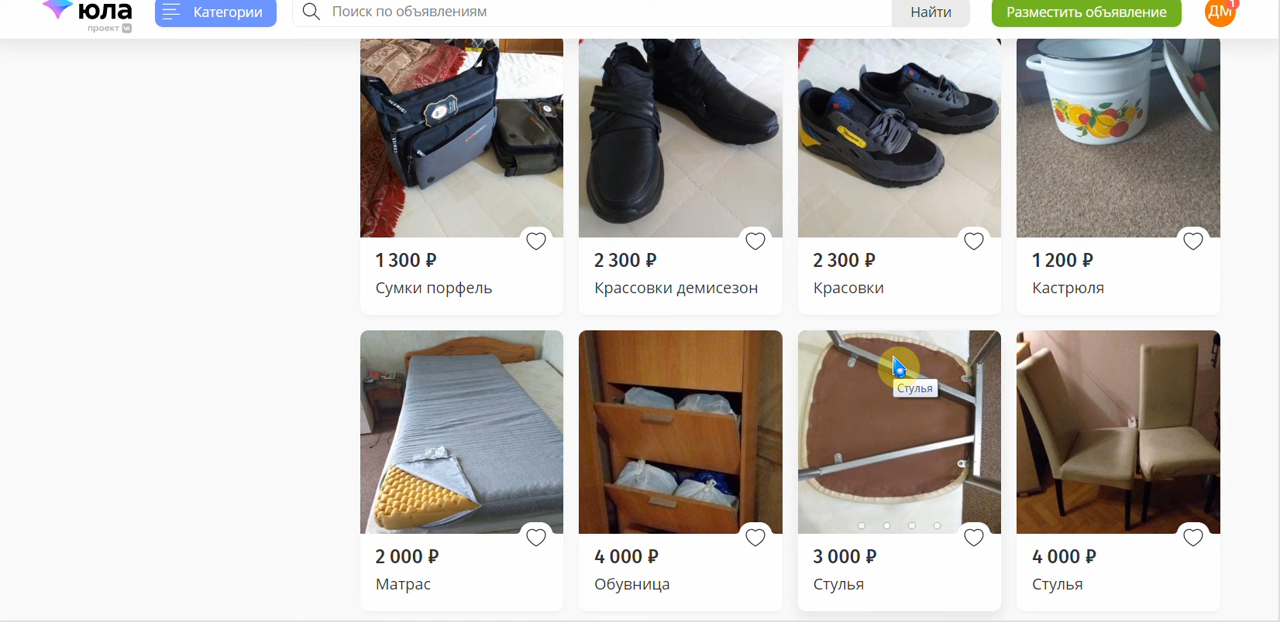 юла
проект
Категории
Поиск по объявлениям
Найти
Разместить объявление
ДМ
1
1 300 ₽
Сумки порфель
2 300 ₽
Крассовки демисезон
2 300 ₽
Красовки
1 200 ₽
Кастрюля
Стулья
2 000 ₽
Матрас
4 000 ₽
Обувница
3 000 ₽
Стулья
4 000 ₽
Стулья